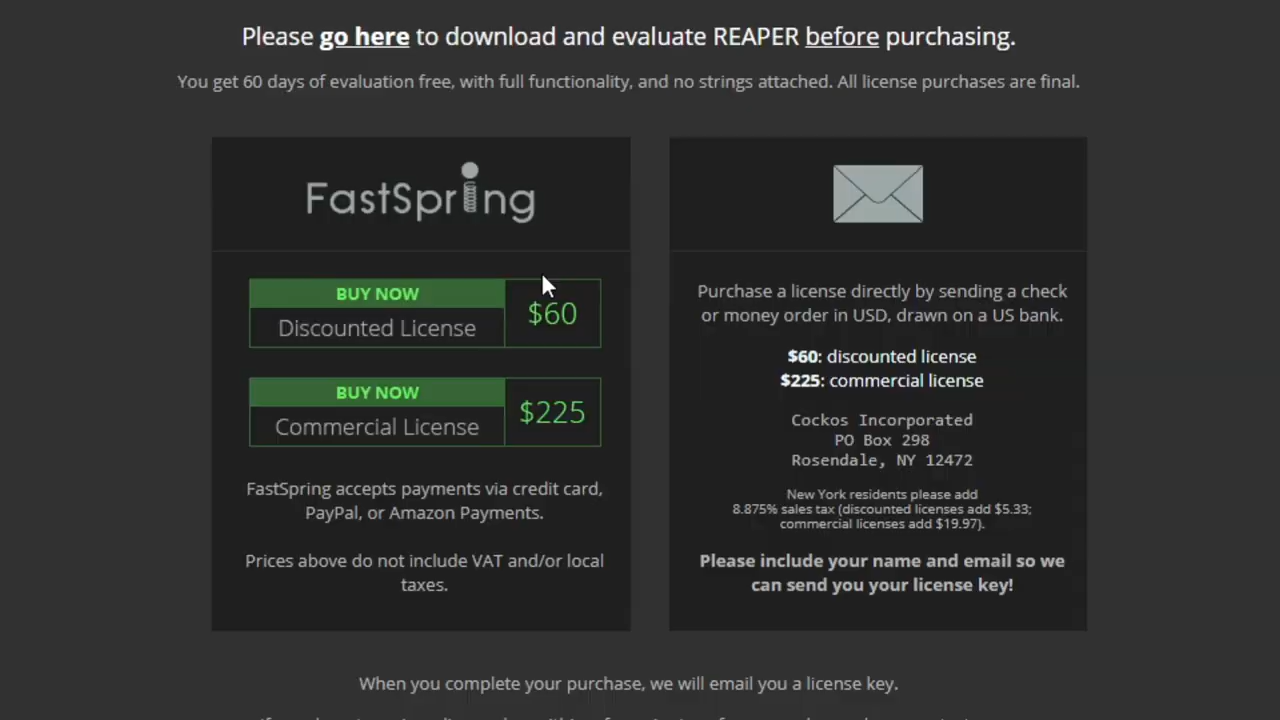 Please go here to download and evaluate REAPER before purchasing.
You get 60 days of evaluation free, with full functionality, and no strings attached. All license purchases are final.
FastSpring
BUY NOW
Discounted License
$60
BUY NOW
Commercial License
$225
FastSpring accepts payments via credit card,
PayPal, or Amazon Payments.
Prices above do not include VAT and/or local
taxes.
Purchase a license directly by sending a check
or money order in USD, drawn on a US bank.
$60: discounted license
$225: commercial license
Cockos Incorporated
PO Box 298
Rosendale, NY 12472
New York residents please add
8.875% sales tax (discounted licenses add $5.33;
commercial licenses add $19.97).
Please include your name and email so we
can send you your license key!
When you complete your purchase, we will email you a license key.